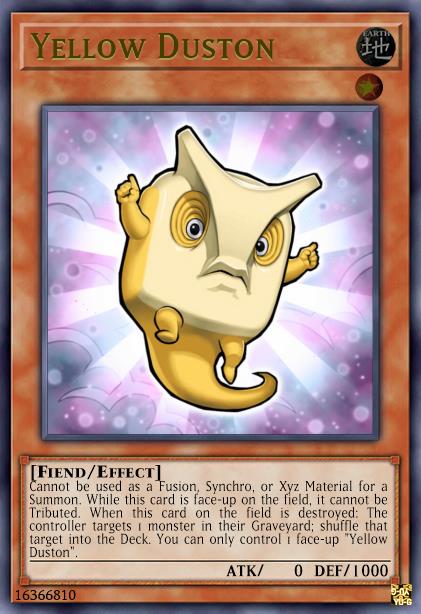 Yellow Duston
EARTH
地
[Fiend/Effect]
Cannot be used as a Fusion, Synchro, or Xyz Material for a
Summon. While this card is face-up on the field, it cannot be
Tributed. When this card on the field is destroyed: The
controller targets 1 monster in their Graveyard; shuffle that
target into the Deck. You can only control 1 face-up "Yellow
Duston".
ATK/ 0 DEF/1000
16366810